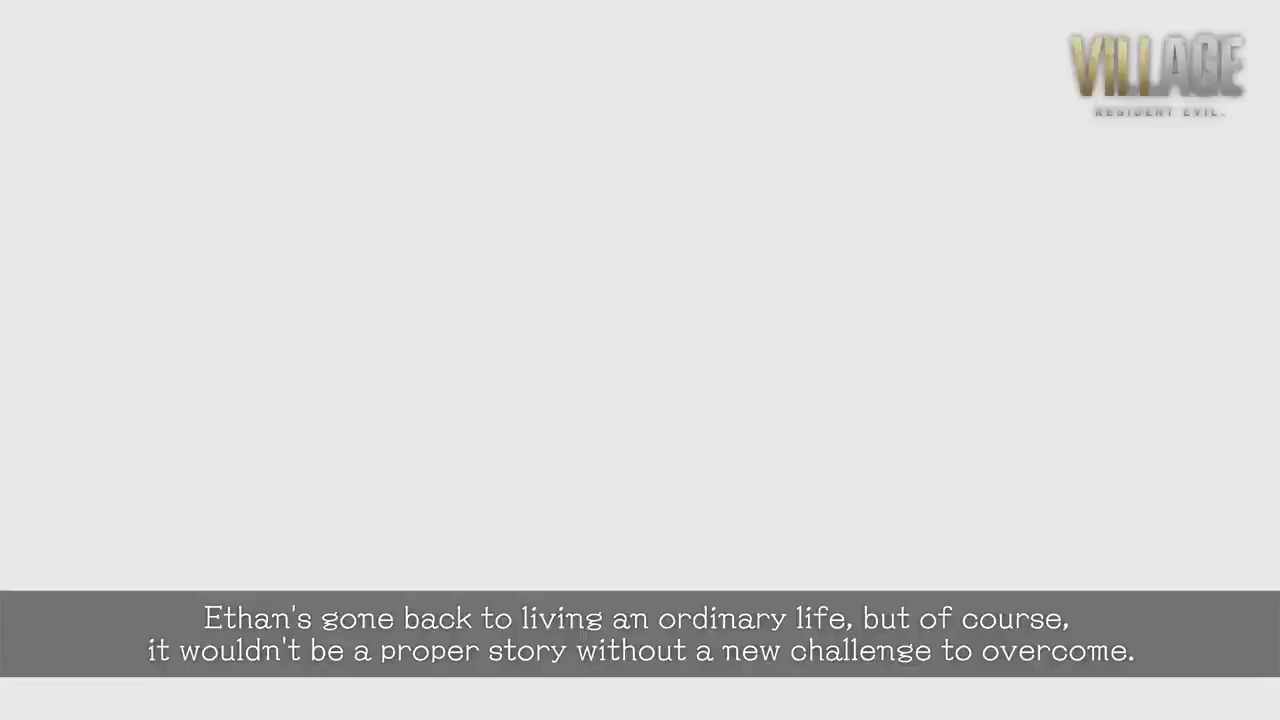 VILLAGE
RESIDENT EVIL.
Ethan's gone back to living an ordinary life, but of course,
it wouldn't be a proper story without a new challenge to overcome.